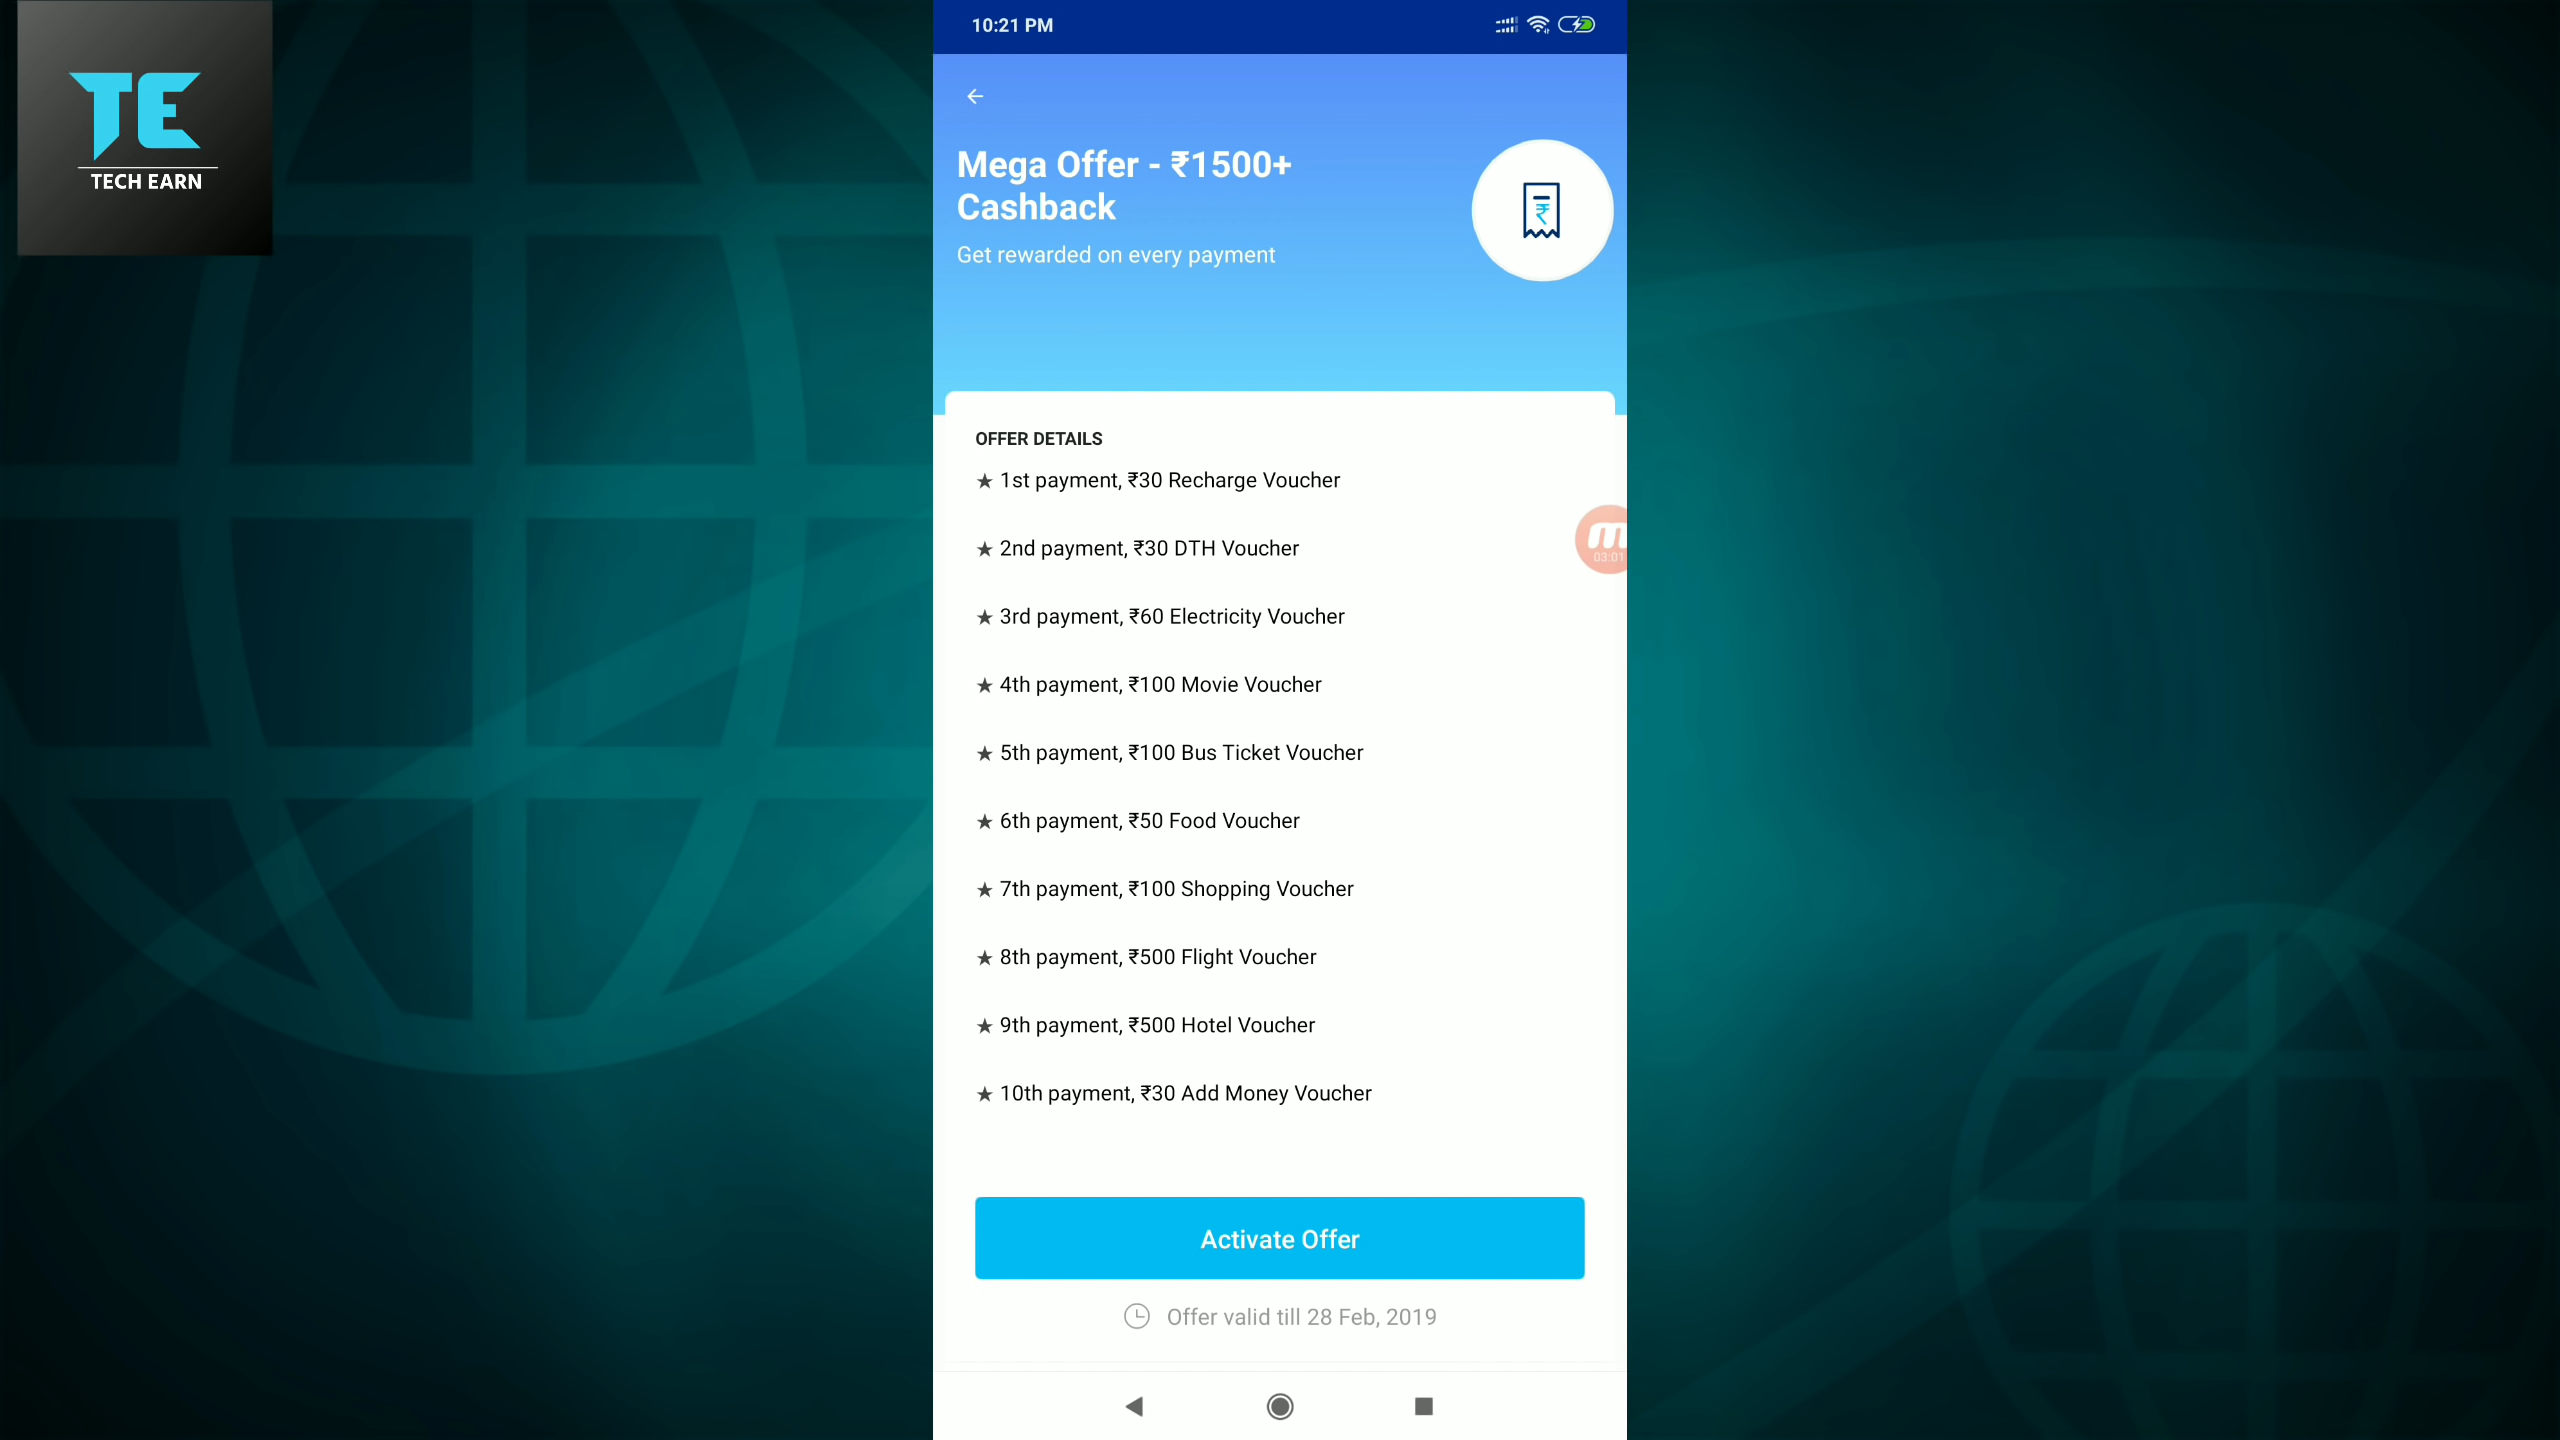 TE
TECH EARN
10:21 PM
Mega Offer - ₹1500+
Cashback
Get rewarded on every payment
₹
OFFER DETAILS
★ 1st payment, ₹30 Recharge Voucher
★ 2nd payment, ₹30 DTH Voucher
★ 3rd payment, ₹60 Electricity Voucher
★ 4th payment, ₹100 Movie Voucher
★ 5th payment, ₹100 Bus Ticket Voucher
★ 6th payment, ₹50 Food Voucher
★ 7th payment, ₹100 Shopping Voucher
★ 8th payment, ₹500 Flight Voucher
★ 9th payment, ₹500 Hotel Voucher
★ 10th payment, ₹30 Add Money Voucher
m
03:01
Activate Offer
Offer valid till 28 Feb, 2019